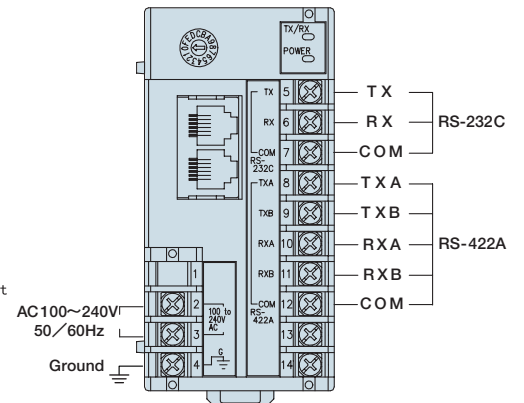 TX/RX
POWER
0FEDCBA987654321
TX 5 TX
RX 6 RX RS-232C
COM 7 COM
RS-232C
TXA 8 TXA
TXB 9 TXB
RXA 10 RXA RS-422A
RXB 11 RXB
COM 12 COM
RS-422A
13
14
1
t
AC100~240V 2 100 to 240V AC
50/60Hz 3
Ground 4 G